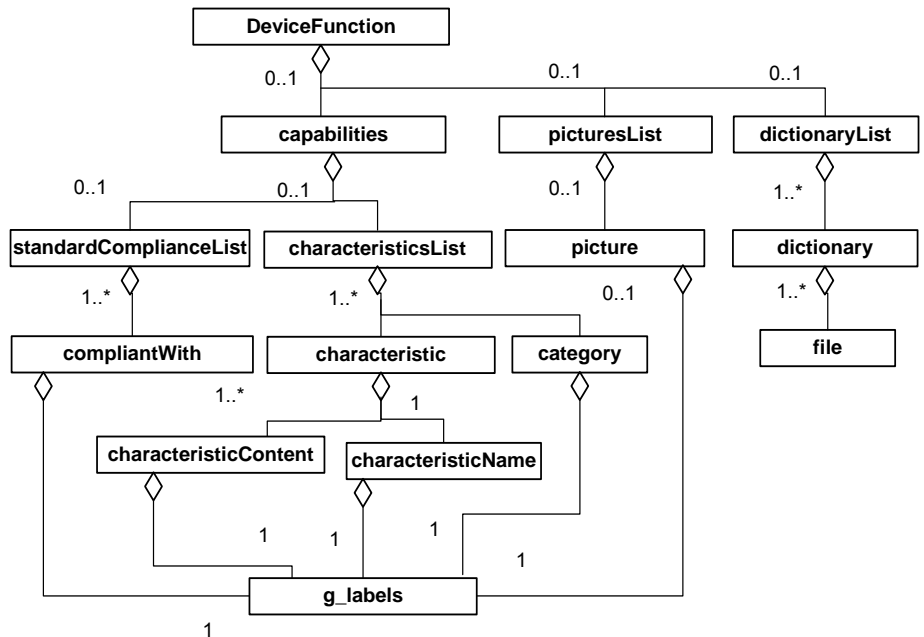 DeviceFunction
0..1
0..1
0..1
capabilities
picturesList
dictionaryList
0..1
0..1
0..1
1..*
standardComplianceList
characteristicsList
picture
dictionary
1..*
1..*
0..1
1..*
compliantWith
characteristic
category
file
1..*
1
characteristicContent
characteristicName
1
1
1
1
g_labels
1